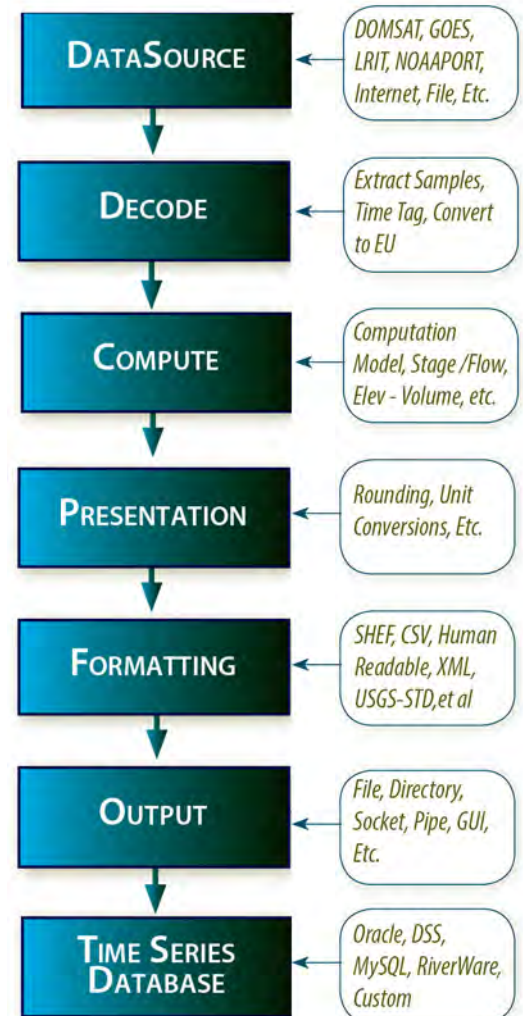 DATASOURCE
DOMSAT, GOES,
LRIT, NOAAPORT,
Internet, File, Etc.
DECODE
Extract Samples,
Time Tag, Convert
to EU
COMPUTE
Computation
Model, Stage /Flow,
Elev - Volume, etc.
PRESENTATION
Rounding, Unit
Conversions, Etc.
FORMATTING
SHEF, CSV, Human
Readable, XML,
USGS-STD,et al
OUTPUT
File, Directory,
Socket, Pipe, GUI,
Etc.
TIME SERIES
DATABASE
Oracle, DSS,
MySQL, RiverWare,
Custom